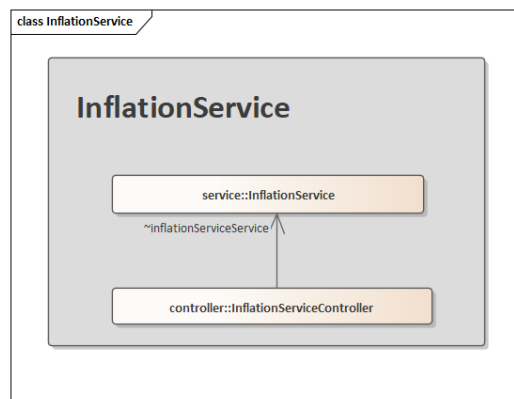 class InflationService
InflationService
service::InflationService
~inflationServiceService
controller::InflationServiceController